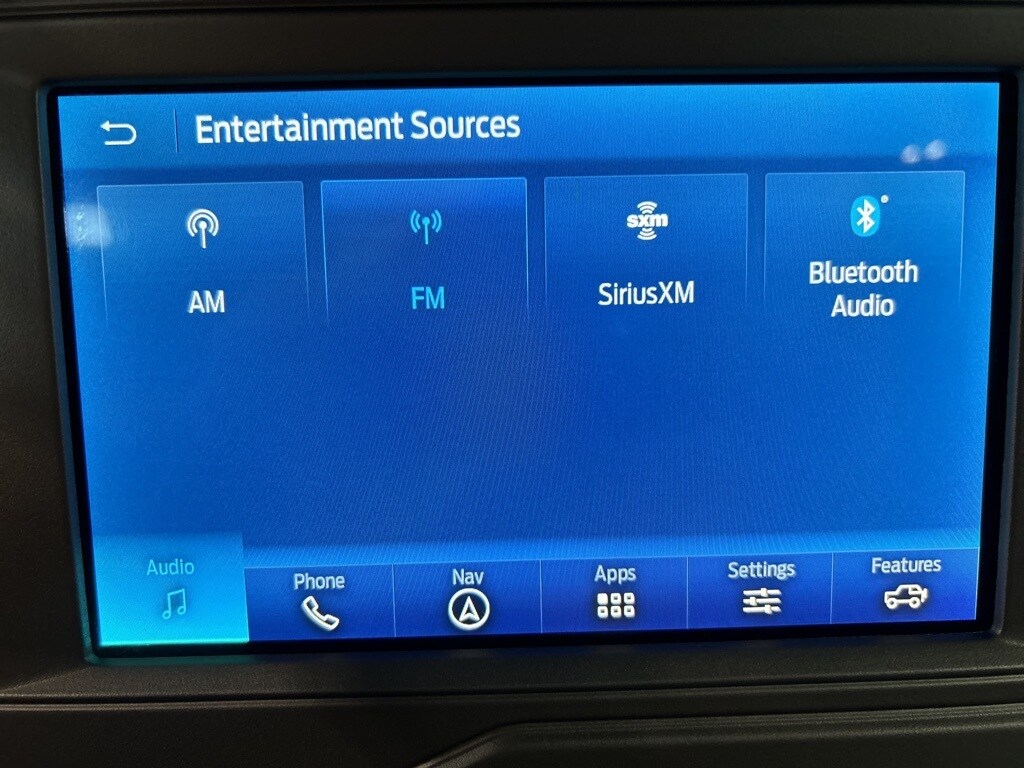 Entertainment Sources
AM
FM
sxm
SiriusXM
Bluetooth
Audio
Audio
Phone
Nav
Apps
Settings
Features